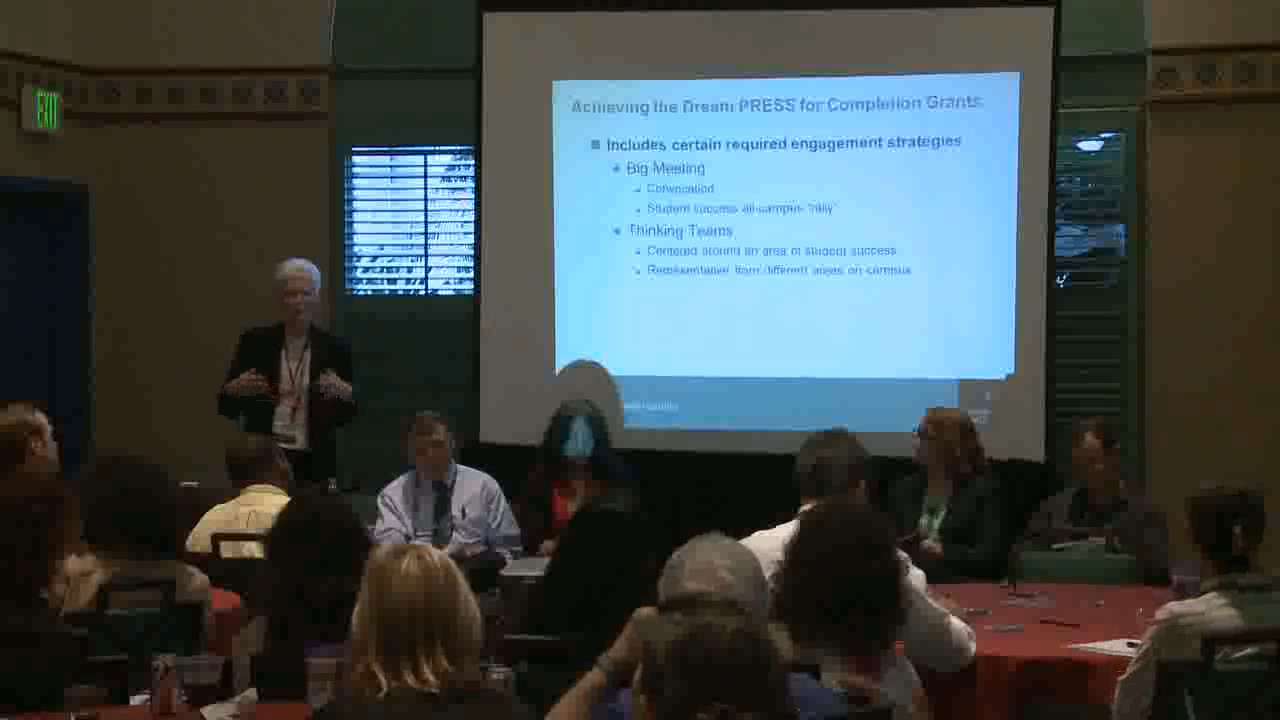 EXIT
Achieving the Dream PRESS for Completion Grants
Includes certain required engagement strategies
Big Meeting
Convocation
Student success all-campus "rally"
Thinking Teams
Centered around an area of student success
Representative from different areas on campus